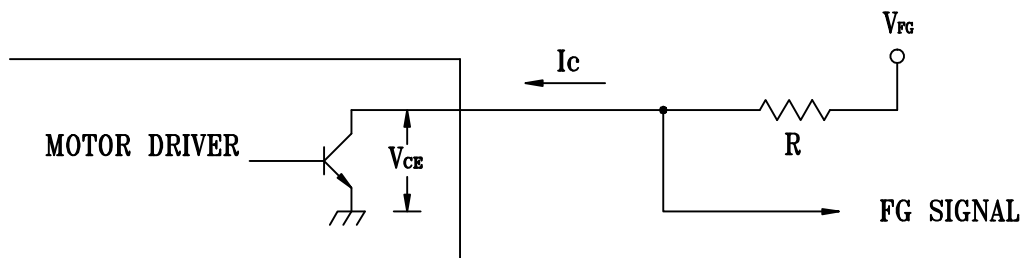 VFG
Ic
MOTOR DRIVER
VCE
R
FG SIGNAL